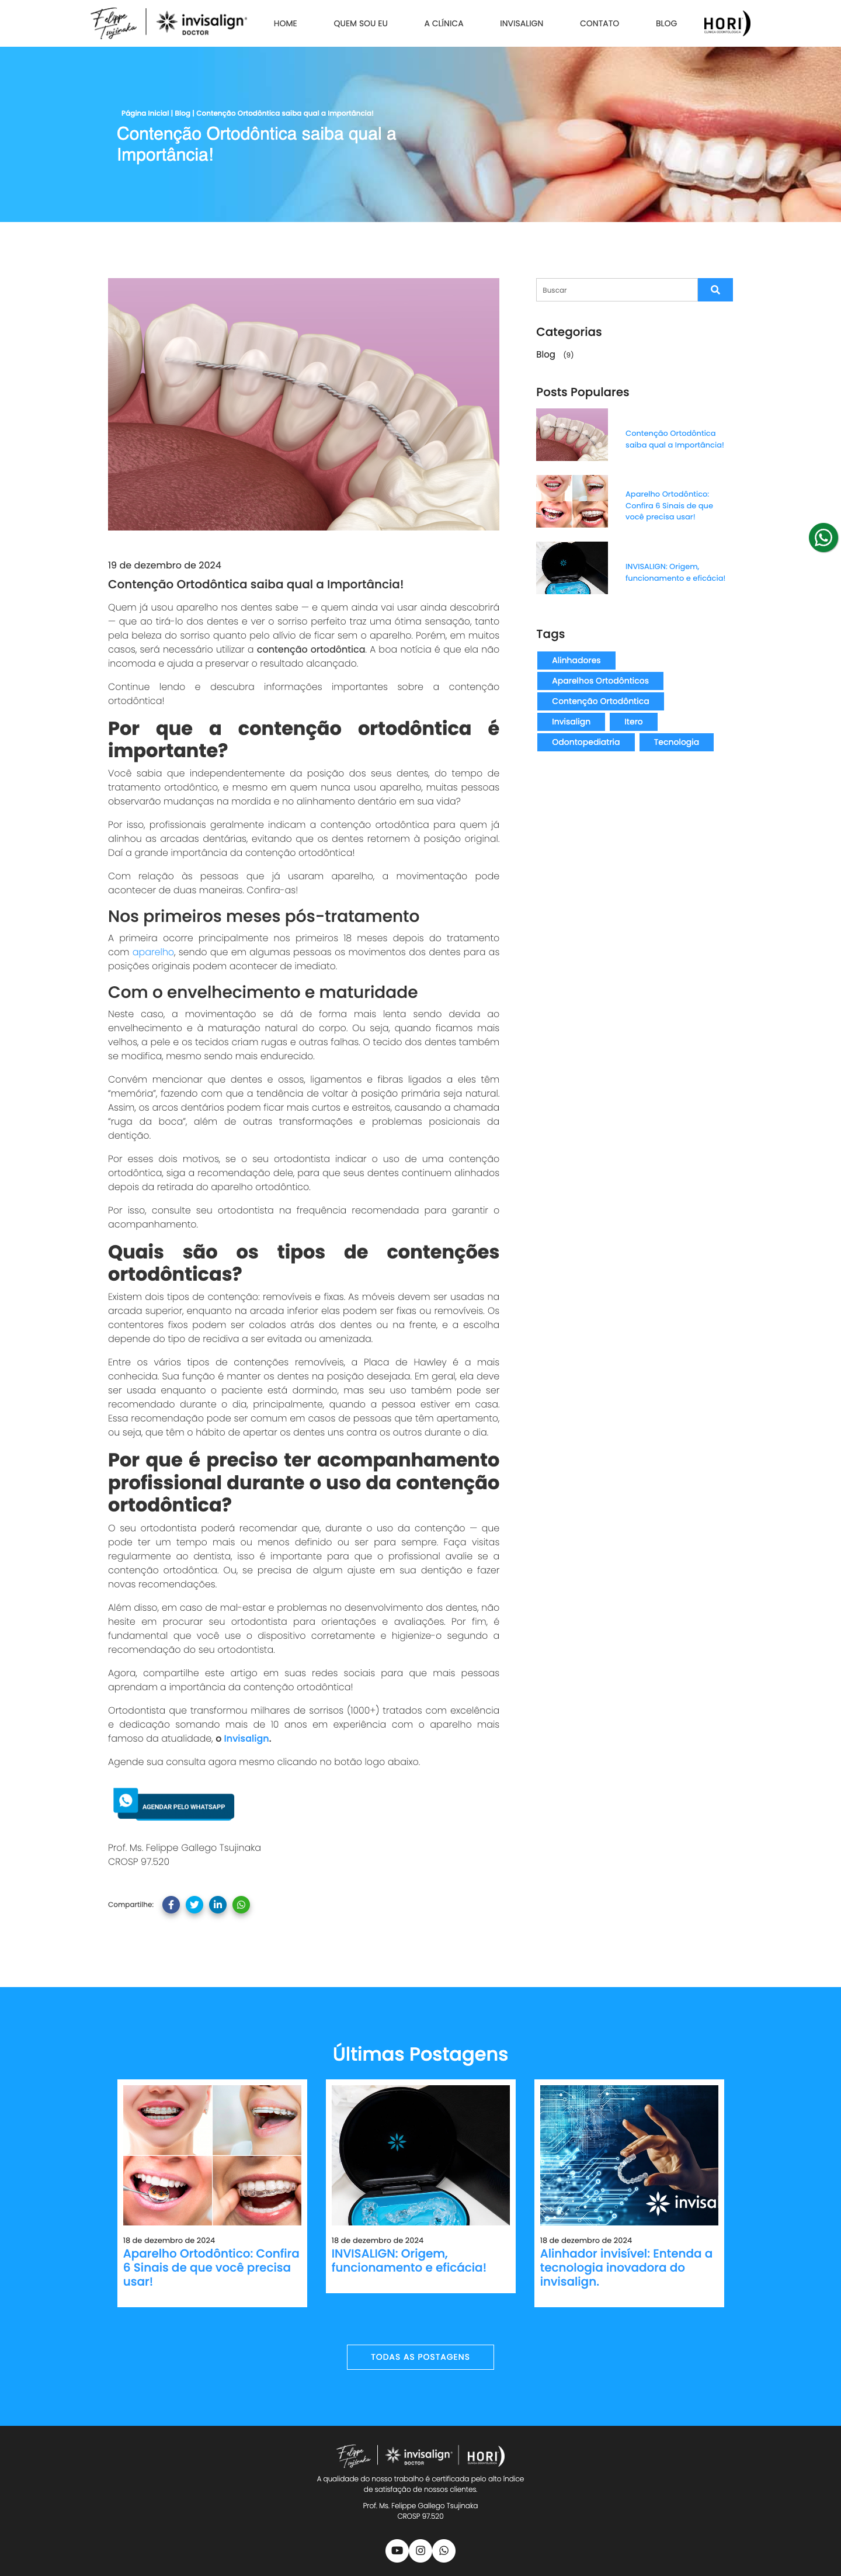 Felippe Tsujinaka
invisalign
DOCTOR
HOME
QUEM SOU EU
A CLÍNICA
INVISALIGN
CONTATO
BLOG
HORI
CLÍNICA ODONTOLÓGICA
Página Inicial | Blog | Contenção Ortodôntica saiba qual a Importância!
Contenção Ortodôntica saiba qual a
Importância!
19 de dezembro de 2024
Contenção Ortodôntica saiba qual a Importância!
Quem já usou aparelho nos dentes sabe — e quem ainda vai usar ainda descobrirá
— que ao tirá-lo dos dentes e ver o sorriso perfeito traz uma ótima sensação, tanto
pela beleza do sorriso quanto pelo alívio de ficar sem o aparelho. Porém, em muitos
casos, será necessário utilizar a contenção ortodôntica. A boa notícia é que ela não
incomoda e ajuda a preservar o resultado alcançado.
Continue lendo e descubra informações importantes sobre a contenção
ortodôntica!
Por que a contenção ortodôntica é
importante?
Você sabia que independentemente da posição dos seus dentes, do tempo de
tratamento ortodôntico, e mesmo em quem nunca usou aparelho, muitas pessoas
observarão mudanças na mordida e no alinhamento dentário em sua vida?
Por isso, profissionais geralmente indicam a contenção ortodôntica para quem já
alinhou as arcadas dentárias, evitando que os dentes retornem à posição original.
Daí a grande importância da contenção ortodôntica!
Com relação às pessoas que já usaram aparelho, a movimentação pode
acontecer de duas maneiras. Confira-as!
Nos primeiros meses pós-tratamento
A primeira ocorre principalmente nos primeiros 18 meses depois do tratamento
com aparelho, sendo que em algumas pessoas os movimentos dos dentes para as
posições originais podem acontecer de imediato.
Com o envelhecimento e maturidade
Neste caso, a movimentação se dá de forma mais lenta sendo devida ao
envelhecimento e à maturação natural do corpo. Ou seja, quando ficamos mais
velhos, a pele e os tecidos criam rugas e outras falhas. O tecido dos dentes também
se modifica, mesmo sendo mais endurecido.
Convém mencionar que dentes e ossos, ligamentos e fibras ligados a eles têm
“memória”, fazendo com que a tendência de voltar à posição primária seja natural.
Assim, os arcos dentários podem ficar mais curtos e estreitos, causando a chamada
“ruga da boca”, além de outras transformações e problemas posicionais da
dentição.
Por esses dois motivos, se o seu ortodontista indicar o uso de uma contenção
ortodôntica, siga a recomendação dele, para que seus dentes continuem alinhados
depois da retirada do aparelho ortodôntico.
Por isso, consulte seu ortodontista na frequência recomendada para garantir o
acompanhamento.
Quais são os tipos de contenções
ortodônticas?
Existem dois tipos de contenção: removíveis e fixas. As móveis devem ser usadas na
arcada superior, enquanto na arcada inferior elas podem ser fixas ou removíveis. Os
contentores fixos podem ser colados atrás dos dentes ou na frente, e a escolha
depende do tipo de recidiva a ser evitada ou amenizada.
Entre os vários tipos de contenções removíveis, a Placa de Hawley é a mais
conhecida. Sua função é manter os dentes na posição desejada. Em geral, ela deve
ser usada enquanto o paciente está dormindo, mas seu uso também pode ser
recomendado durante o dia, principalmente, quando a pessoa estiver em casa.
Essa recomendação pode ser comum em casos de pessoas que têm apertamento,
ou seja, que têm o hábito de apertar os dentes uns contra os outros durante o dia.
Por que é preciso ter acompanhamento
profissional durante o uso da contenção
ortodôntica?
O seu ortodontista poderá recomendar que, durante o uso da contenção — que
pode ter um tempo mais ou menos definido ou ser para sempre. Faça visitas
regularmente ao dentista, isso é importante para que o profissional avalie se a
contenção ortodôntica. Ou, se precisa de algum ajuste em sua dentição e fazer
novas recomendações.
Além disso, em caso de mal-estar e problemas no desenvolvimento dos dentes, não
hesite em procurar seu ortodontista para orientações e avaliações. Por fim, é
fundamental que você use o dispositivo corretamente e higienize-o segundo a
recomendação do seu ortodontista.
Agora, compartilhe este artigo em suas redes sociais para que mais pessoas
aprendam a importância da contenção ortodôntica!
Ortodontista que transformou milhares de sorrisos (1000+) tratados com excelência
e dedicação somando mais de 10 anos em experiência com o aparelho mais
famoso da atualidade, o Invisalign.
Agende sua consulta agora mesmo clicando no botão logo abaixo.
AGENDAR PELO WHATSAPP
Prof. Ms. Felippe Gallego Tsujinaka
CROSP 97.520
Compartilhe:
Buscar
Categorias
Blog (9)
Posts Populares
Contenção Ortodôntica
saiba qual a Importância!
Aparelho Ortodôntico:
Confira 6 Sinais de que
você precisa usar!
INVISALIGN: Origem,
funcionamento e eficácia!
Tags
Alinhadores
Aparelhos Ortodônticos
Contenção Ortodôntica
Invisalign
Itero
Odontopediatria
Tecnologia
Últimas Postagens
18 de dezembro de 2024
Aparelho Ortodôntico: Confira
6 Sinais de que você precisa
usar!
18 de dezembro de 2024
INVISALIGN: Origem,
funcionamento e eficácia!
invisa
18 de dezembro de 2024
Alinhador invisível: Entenda a
tecnologia inovadora do
invisalign.
TODAS AS POSTAGENS
Felippe Tsujinaka
invisalign
DOCTOR
HORI
A qualidade do nosso trabalho é certificada pelo alto índice
de satisfação de nossos clientes.
Prof. Ms. Felippe Gallego Tsujinaka
CROSP 97.520